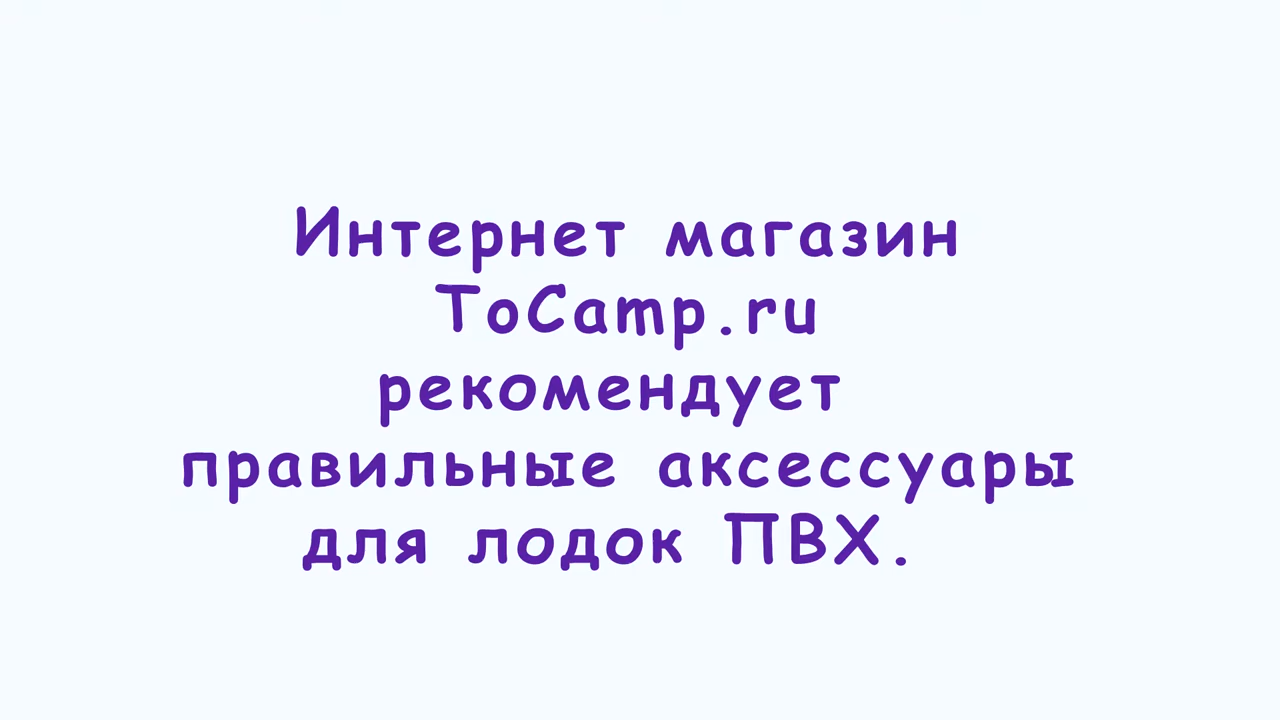 Интернет магазин
ToCamp.ru
рекомендует
правильные аксессуары
для лодок ПВХ.